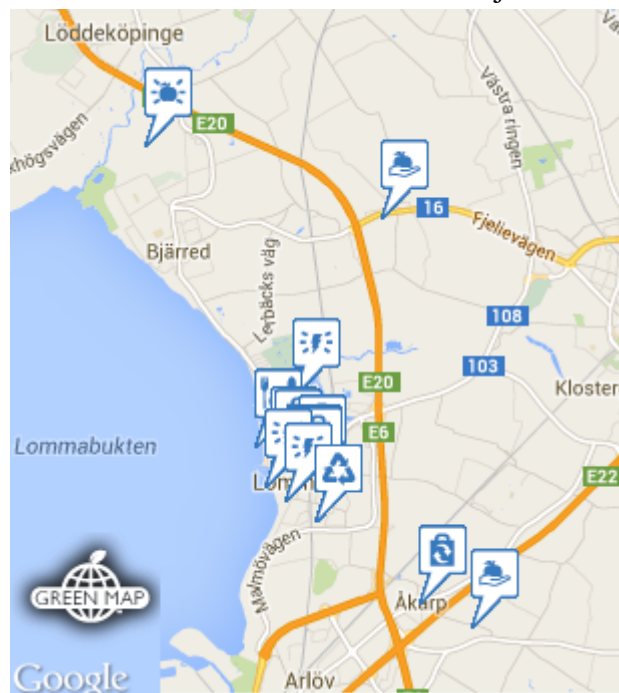 Löddeköpinge
E20
16
Fjelievägen
Västra ringen
Bjärred
Lerbäcks väg
108
103
E20
Lommabukten
E6
E22
Malmövägen
GREEN MAP
Åkarp
Google
Arlöv